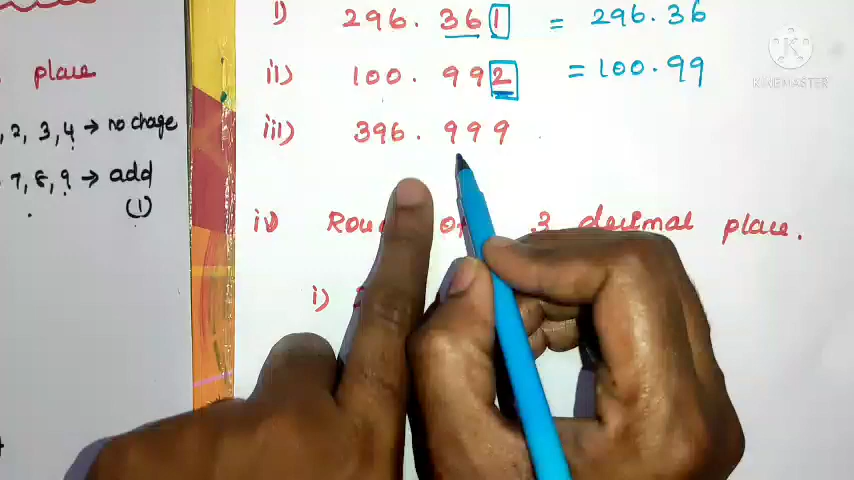 place
2, 3, 4 → no chage
7, 8, 9 → add
(1)
i) 296.361 = 296.36
ii) 100.992 = 100.99
iii) 396.999
iv 3 decimal place.
i)
KINEMASTER